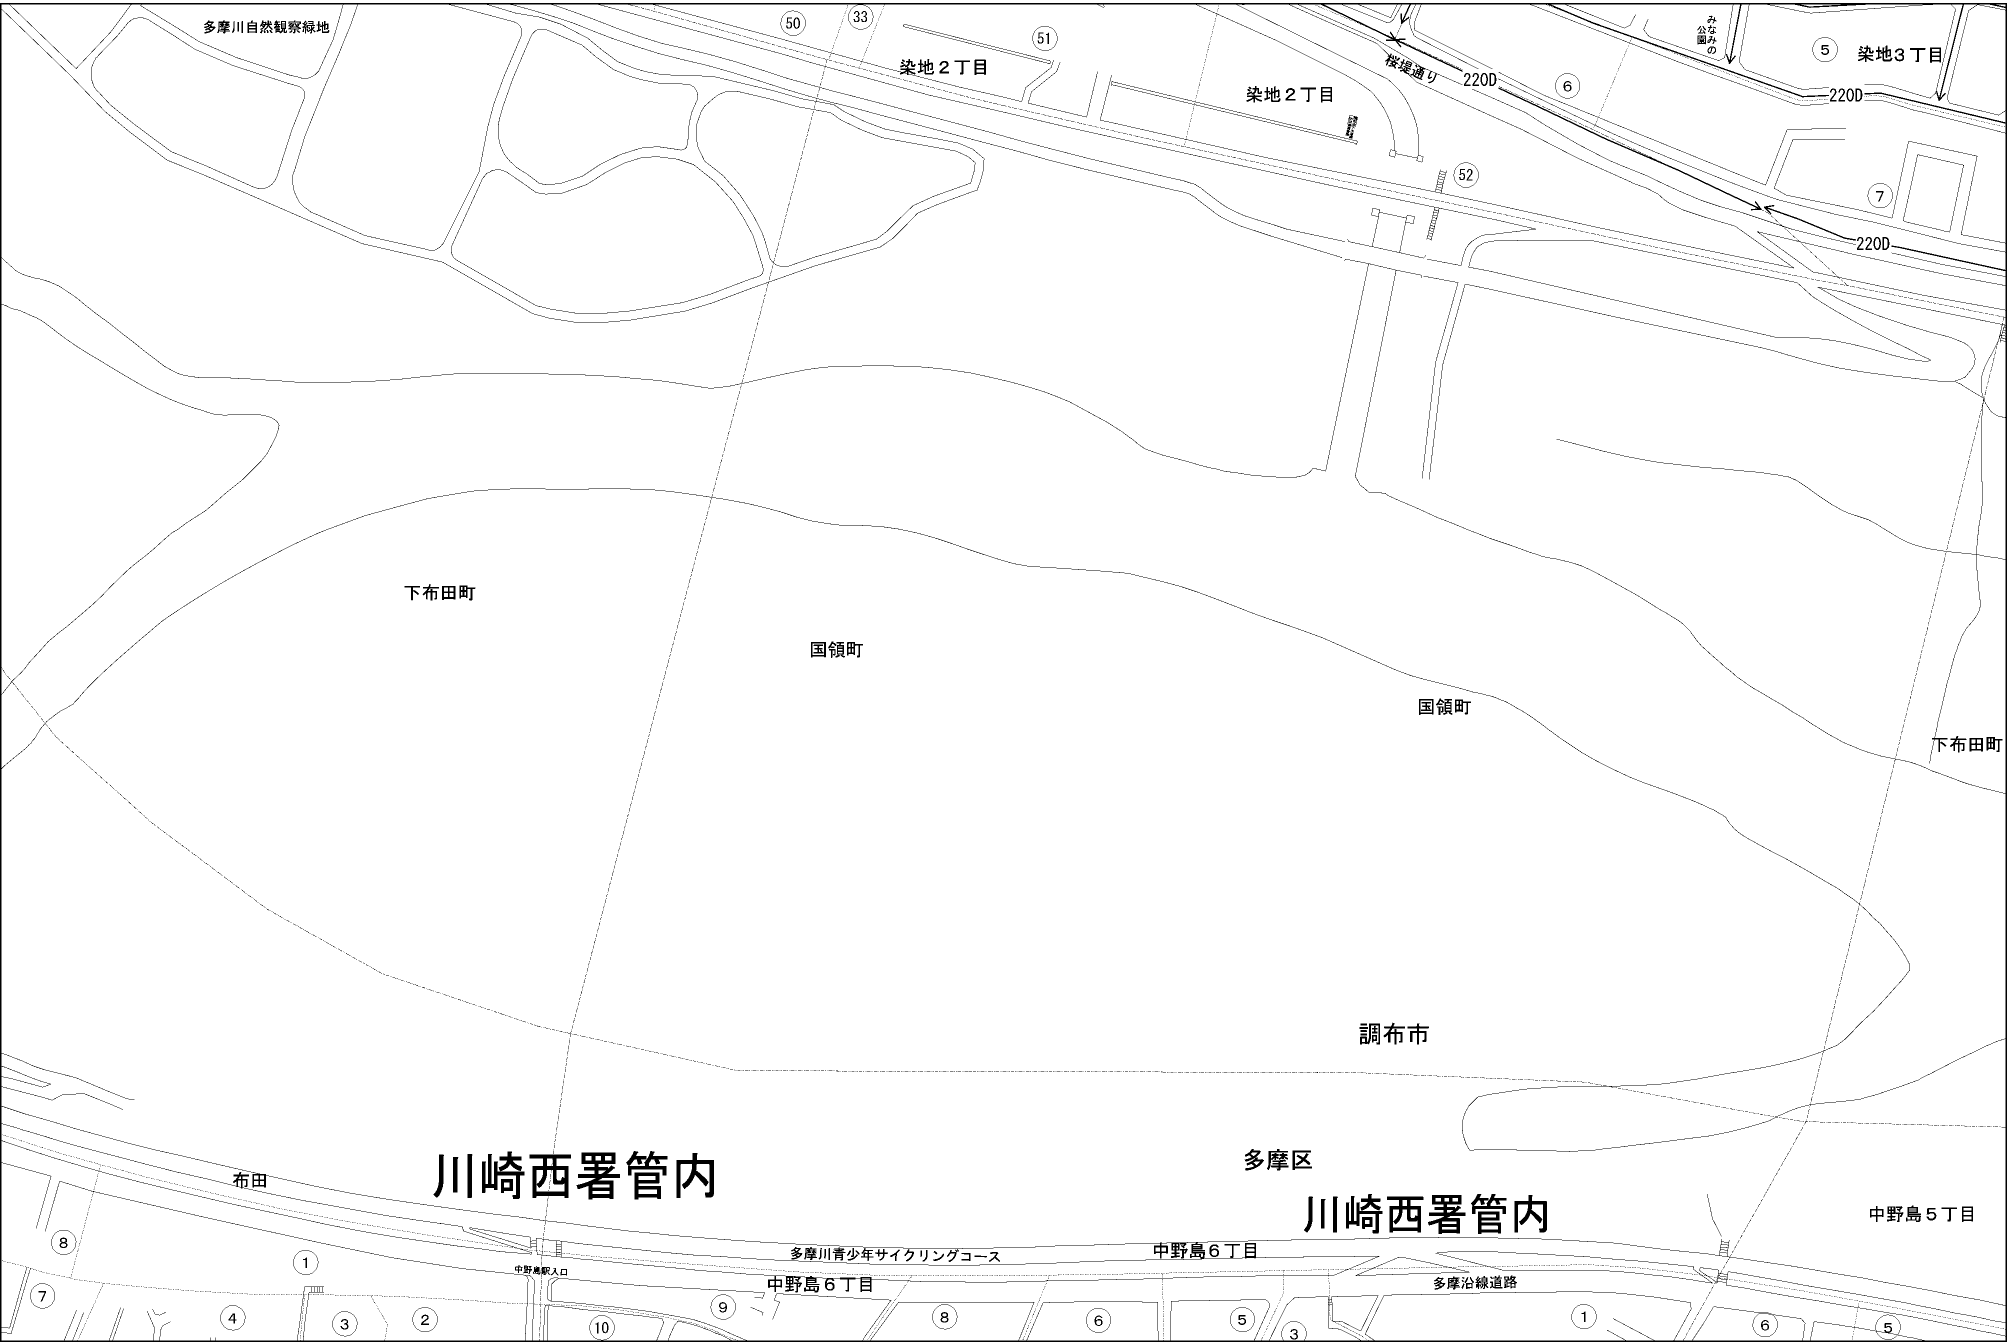 多摩川自然観察緑地
50
33
51
染地２丁目
染地２丁目
桜堤通り
220D
6
みなみの
公園
5
染地３丁目
220D
52
7
220D
下布田町
国領町
国領町
下布田町
調布市
多摩区
川崎西署管内
布田
川崎西署管内
中野島５丁目
多摩川青少年サイクリングコース
中野島６丁目
中野島駅入口
中野島６丁目
多摩沿線道路
8
1
7
4
3
2
10
9
8
6
5
3
1
6
5